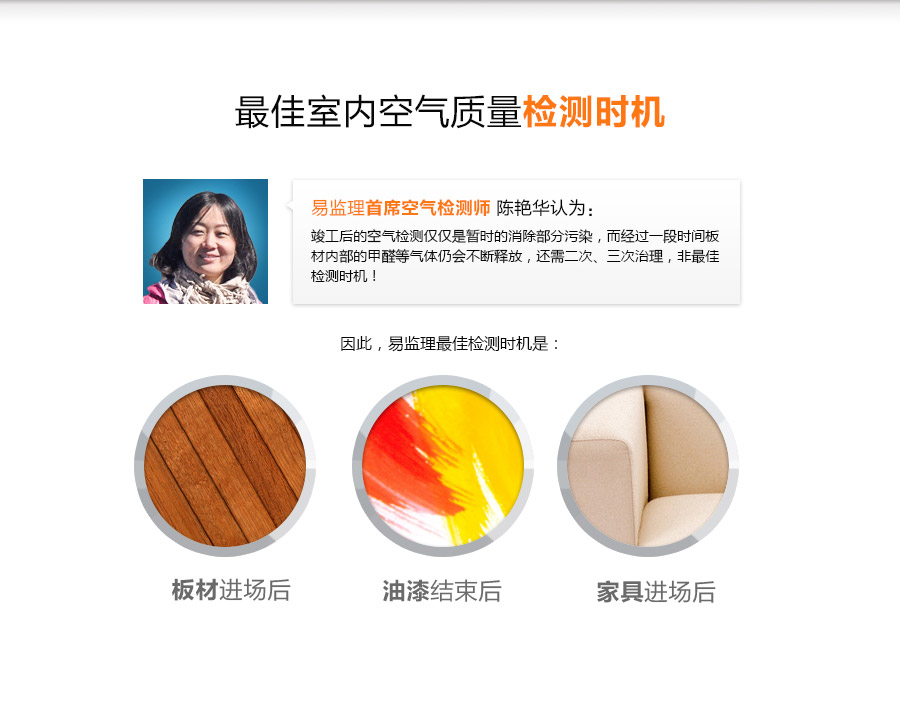 最佳室内空气质量检测时机
易监理首席空气检测师 陈艳华认为：
竣工后的空气检测仅仅是暂时的消除部分污染，而经过一段时间板
材内部的甲醛等气体仍会不断释放，还需二次、三次治理，非最佳
检测时机！
因此，易监理最佳检测时机是：
板材进场后
油漆结束后
家具进场后